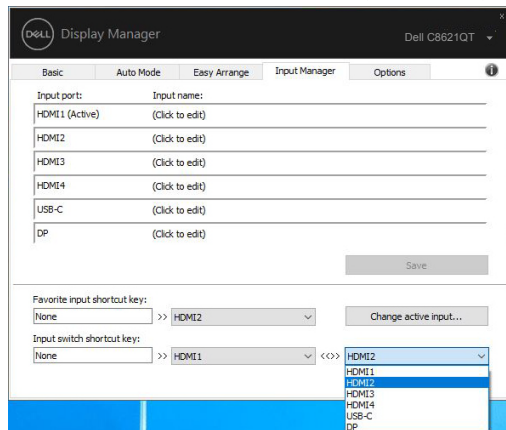 x
DELL Display Manager
Dell C8621QT
Basic Auto Mode Easy Arrange Input Manager Options i
Input port: Input name:
HDMI1 (Active) (Click to edit)
HDMI2 (Click to edit)
HDMI3 (Click to edit)
HDMI4 (Click to edit)
USB-C (Click to edit)
DP (Click to edit)
Save
Favorite input shortcut key:
None >> HDMI2 Change active input...
Input switch shortcut key:
None >> HDMI1 <<>> HDMI2
HDMI1
HDMI2
HDMI3
HDMI4
USB-C
DP